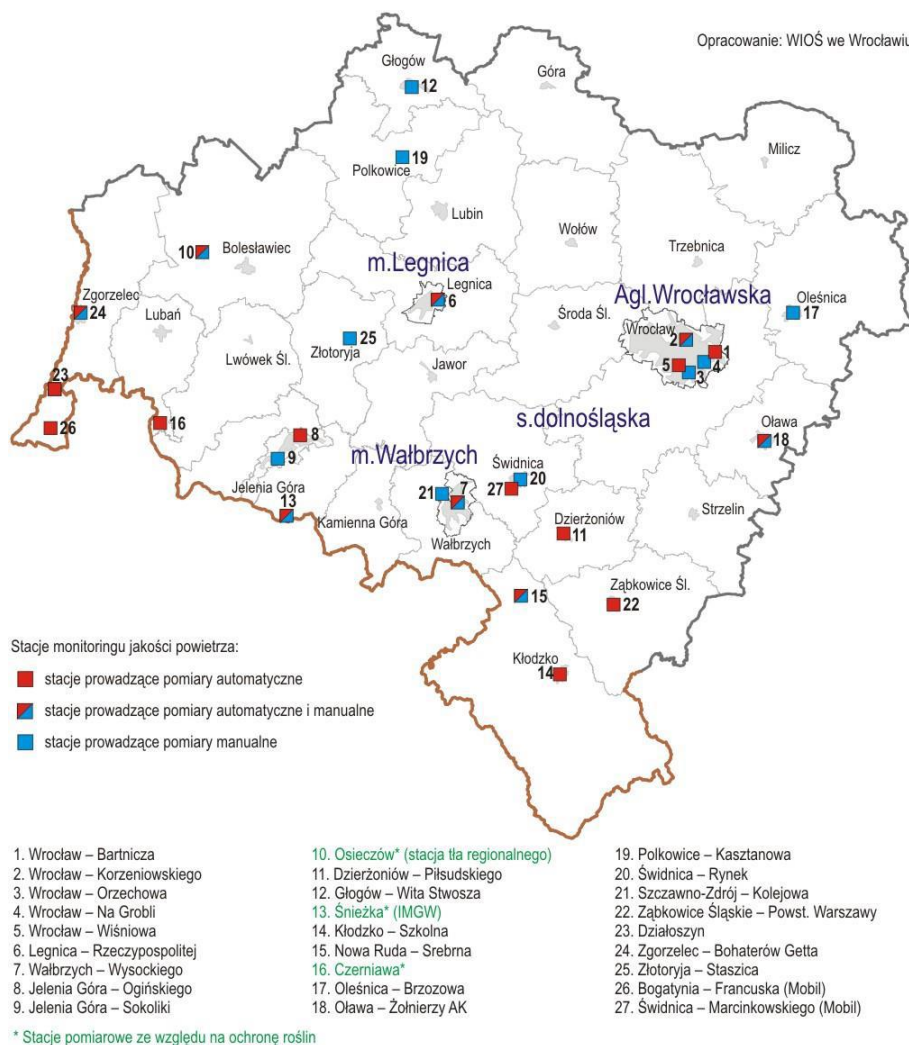 Opracowanie: WIOŚ we Wrocławiu
Głogów
12
Góra
Milicz
19
Polkowice
Lubin
Wołów
Trzebnica
10
Bolesławiec
m.Legnica
Legnica
6
Agl.Wrocławska
Oleśnica
17
Zgorzelec
24
Lubań
Lwówek Śl.
25
Złotoryja
Jawor
Środa Śl.
Wrocław
2
1
5
4
3
23
26
16
8
9
Jelenia Góra
13
s.dolnośląska
Oława
18
m.Wałbrzych
Świdnica
20
27
21
7
Wałbrzych
Kamienna Góra
Dzierżoniów
11
Strzelin
15
Ząbkowice Śl.
22
Kłodzko
14
Stacje monitoringu jakości powietrza:
stacje prowadzące pomiary automatyczne
stacje prowadzące pomiary automatyczne i manualne
stacje prowadzące pomiary manualne
1. Wrocław – Bartnicza
2. Wrocław – Korzeniowskiego
3. Wrocław – Orzechowa
4. Wrocław – Na Grobli
5. Wrocław – Wiśniowa
6. Legnica – Rzeczypospolitej
7. Wałbrzych – Wysockiego
8. Jelenia Góra – Ogińskiego
9. Jelenia Góra – Sokoliki
10. Osieczów* (stacja tła regionalnego)
11. Dzierżoniów – Piłsudskiego
12. Głogów – Wita Stwosza
13. Śnieżka* (IMGW)
14. Kłodzko – Szkolna
15. Nowa Ruda – Srebrna
16. Czerniawa*
17. Oleśnica – Brzozowa
18. Oława – Żołnierzy AK
19. Polkowice – Kasztanowa
20. Świdnica – Rynek
21. Szczawno-Zdrój – Kolejowa
22. Ząbkowice Śląskie – Powst. Warszawy
23. Działoszyn
24. Zgorzelec – Bohaterów Getta
25. Złotoryja – Staszica
26. Bogatynia – Francuska (Mobil)
27. Świdnica – Marcinkowskiego (Mobil)
* Stacje pomiarowe ze względu na ochronę roślin